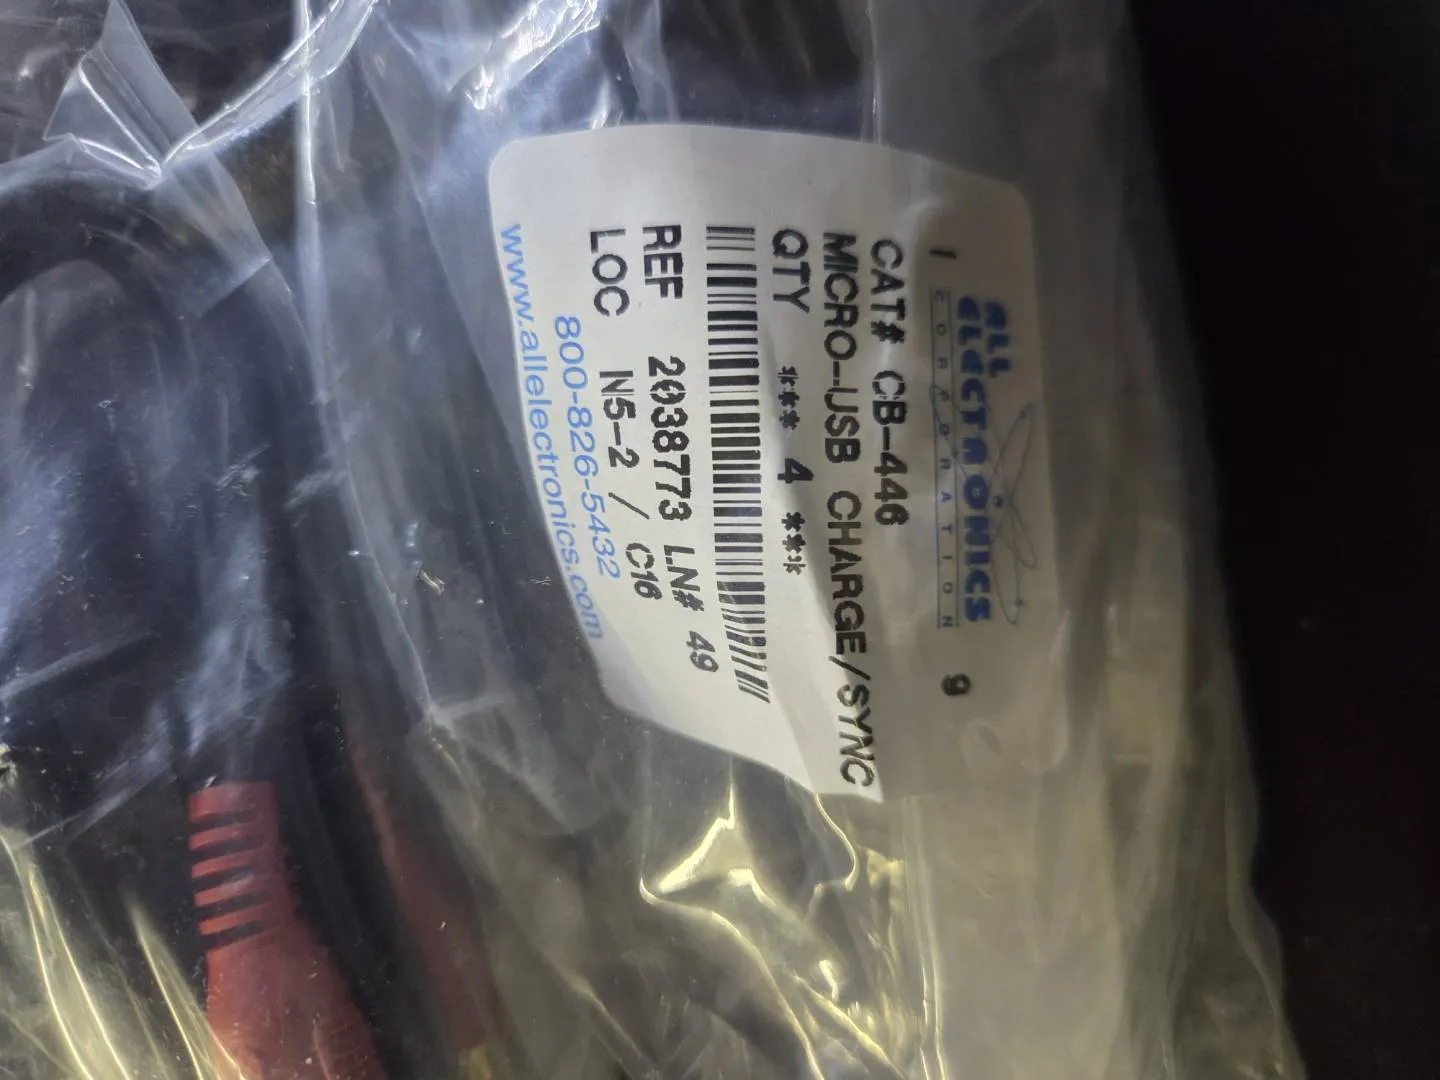 ALL
ELECTRONICS
CORPORATION
9
CAT# CB-446
MICRO-USB CHARGE/SYNC
QTY *** 4 ***
REF 2038773 LN# 49
LOC N5-2 / C16
800-826-5432
www.allelectronics.com